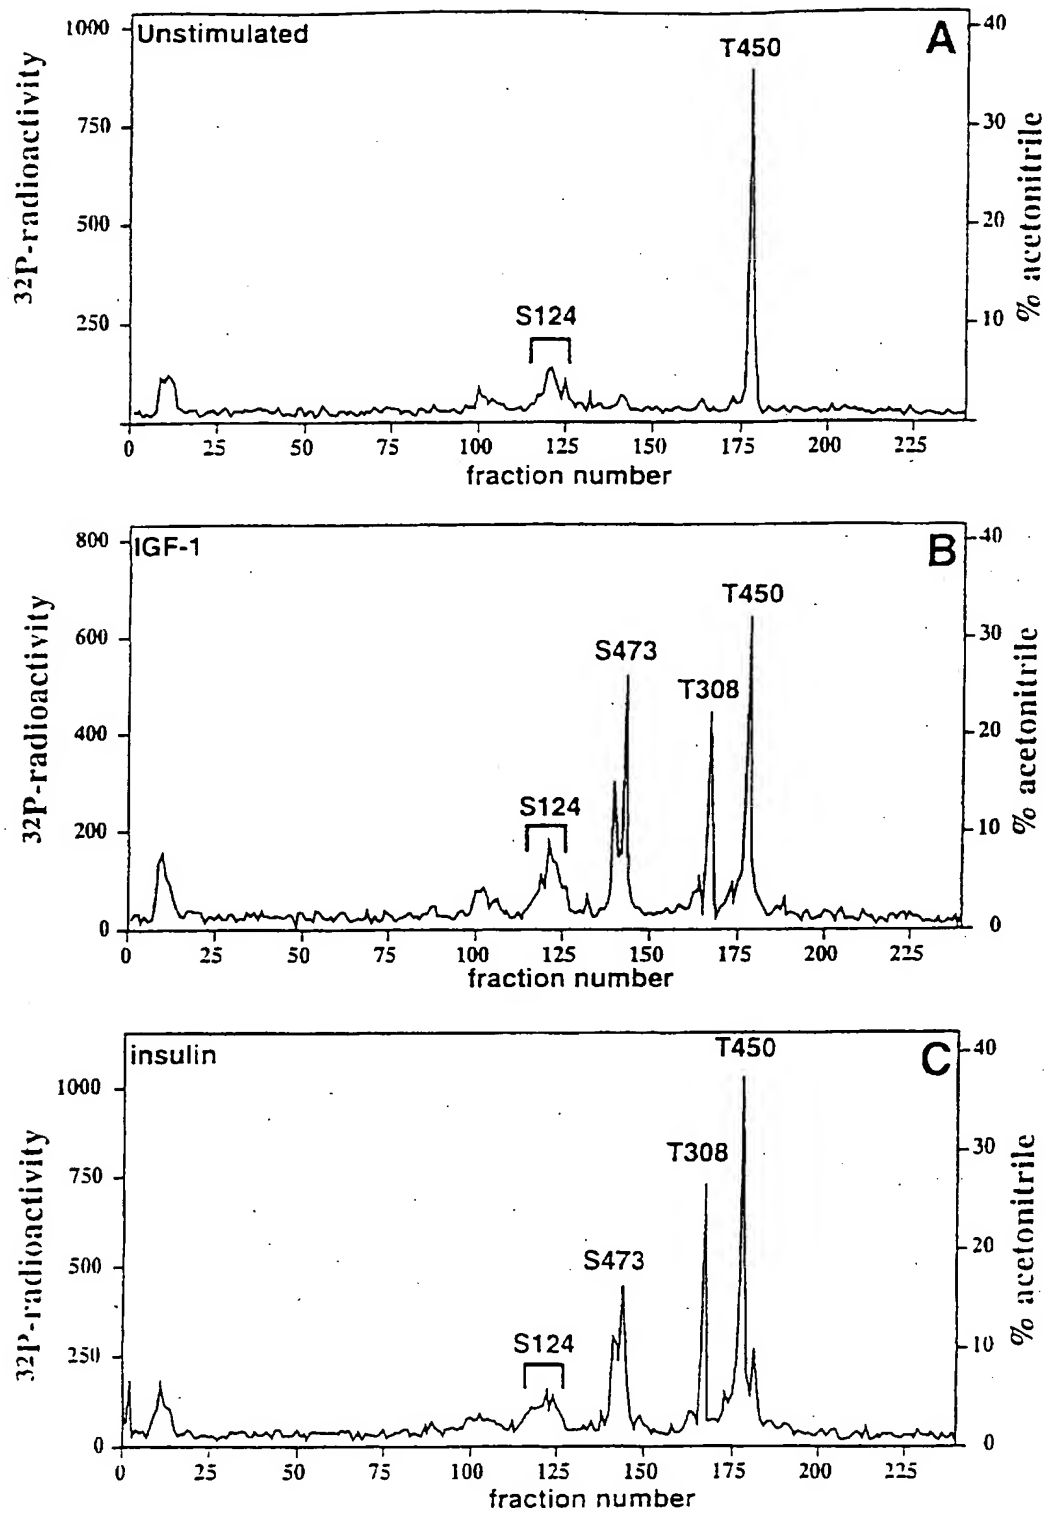 Unstimulated
A
T450
S124
1000
750
500
250
32P-radioactivity
40
30
20
10
% acetonitrile
0 25 50 75 100 125 150 175 200 225
fraction number
IGF-1
B
T450
S473
T308
S124
800
600
400
200
0
32P-radioactivity
40
30
20
10
0
% acetonitrile
0 25 50 75 100 125 150 175 200 225
fraction number
insulin
C
T450
T308
S473
S124
1000
750
500
250
0
32P-radioactivity
40
30
20
10
0
% acetonitrile
0 25 50 75 100 125 150 175 200 225
fraction number